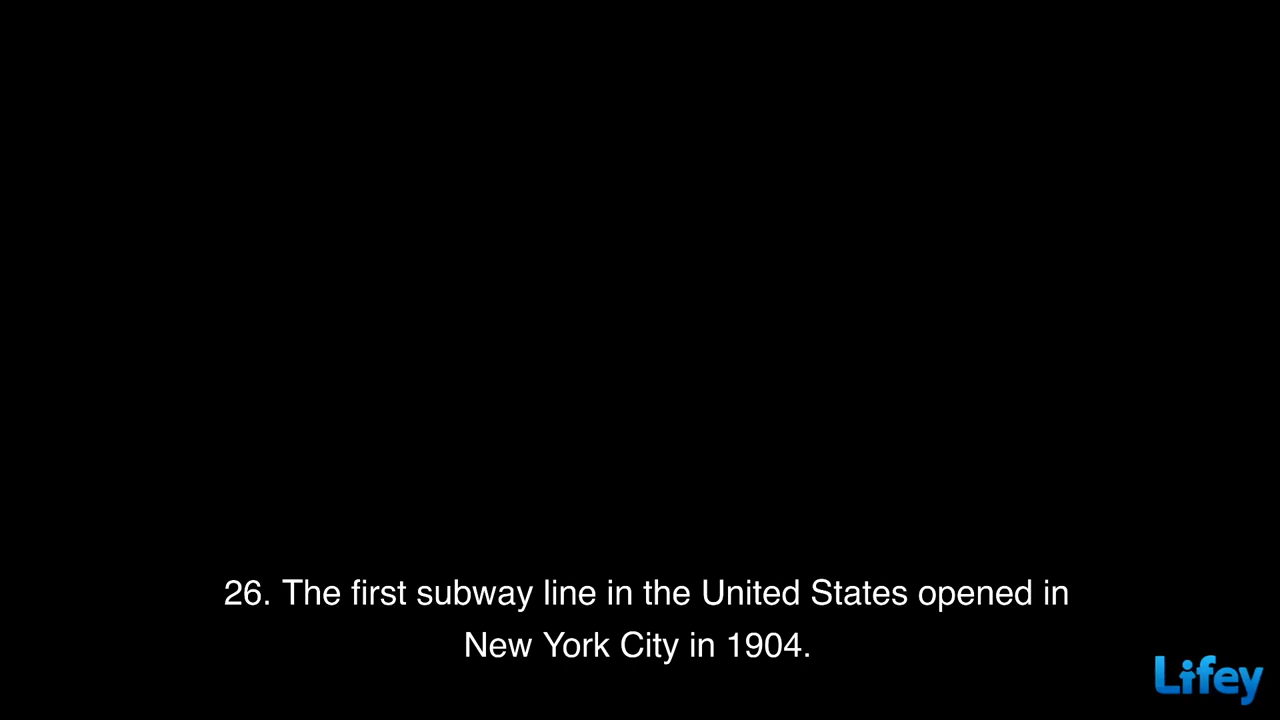 26. The first subway line in the United States opened in
New York City in 1904.
Lifey